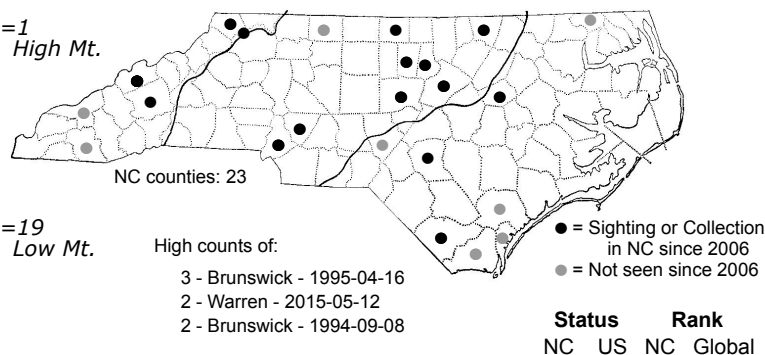 =1
High Mt.
NC counties: 23
=19
Low Mt.
High counts of:
3 - Brunswick - 1995-04-16
2 - Warren - 2015-05-12
2 - Brunswick - 1994-09-08
● = Sighting or Collection
in NC since 2006
● = Not seen since 2006
Status Rank
NC US NC Global